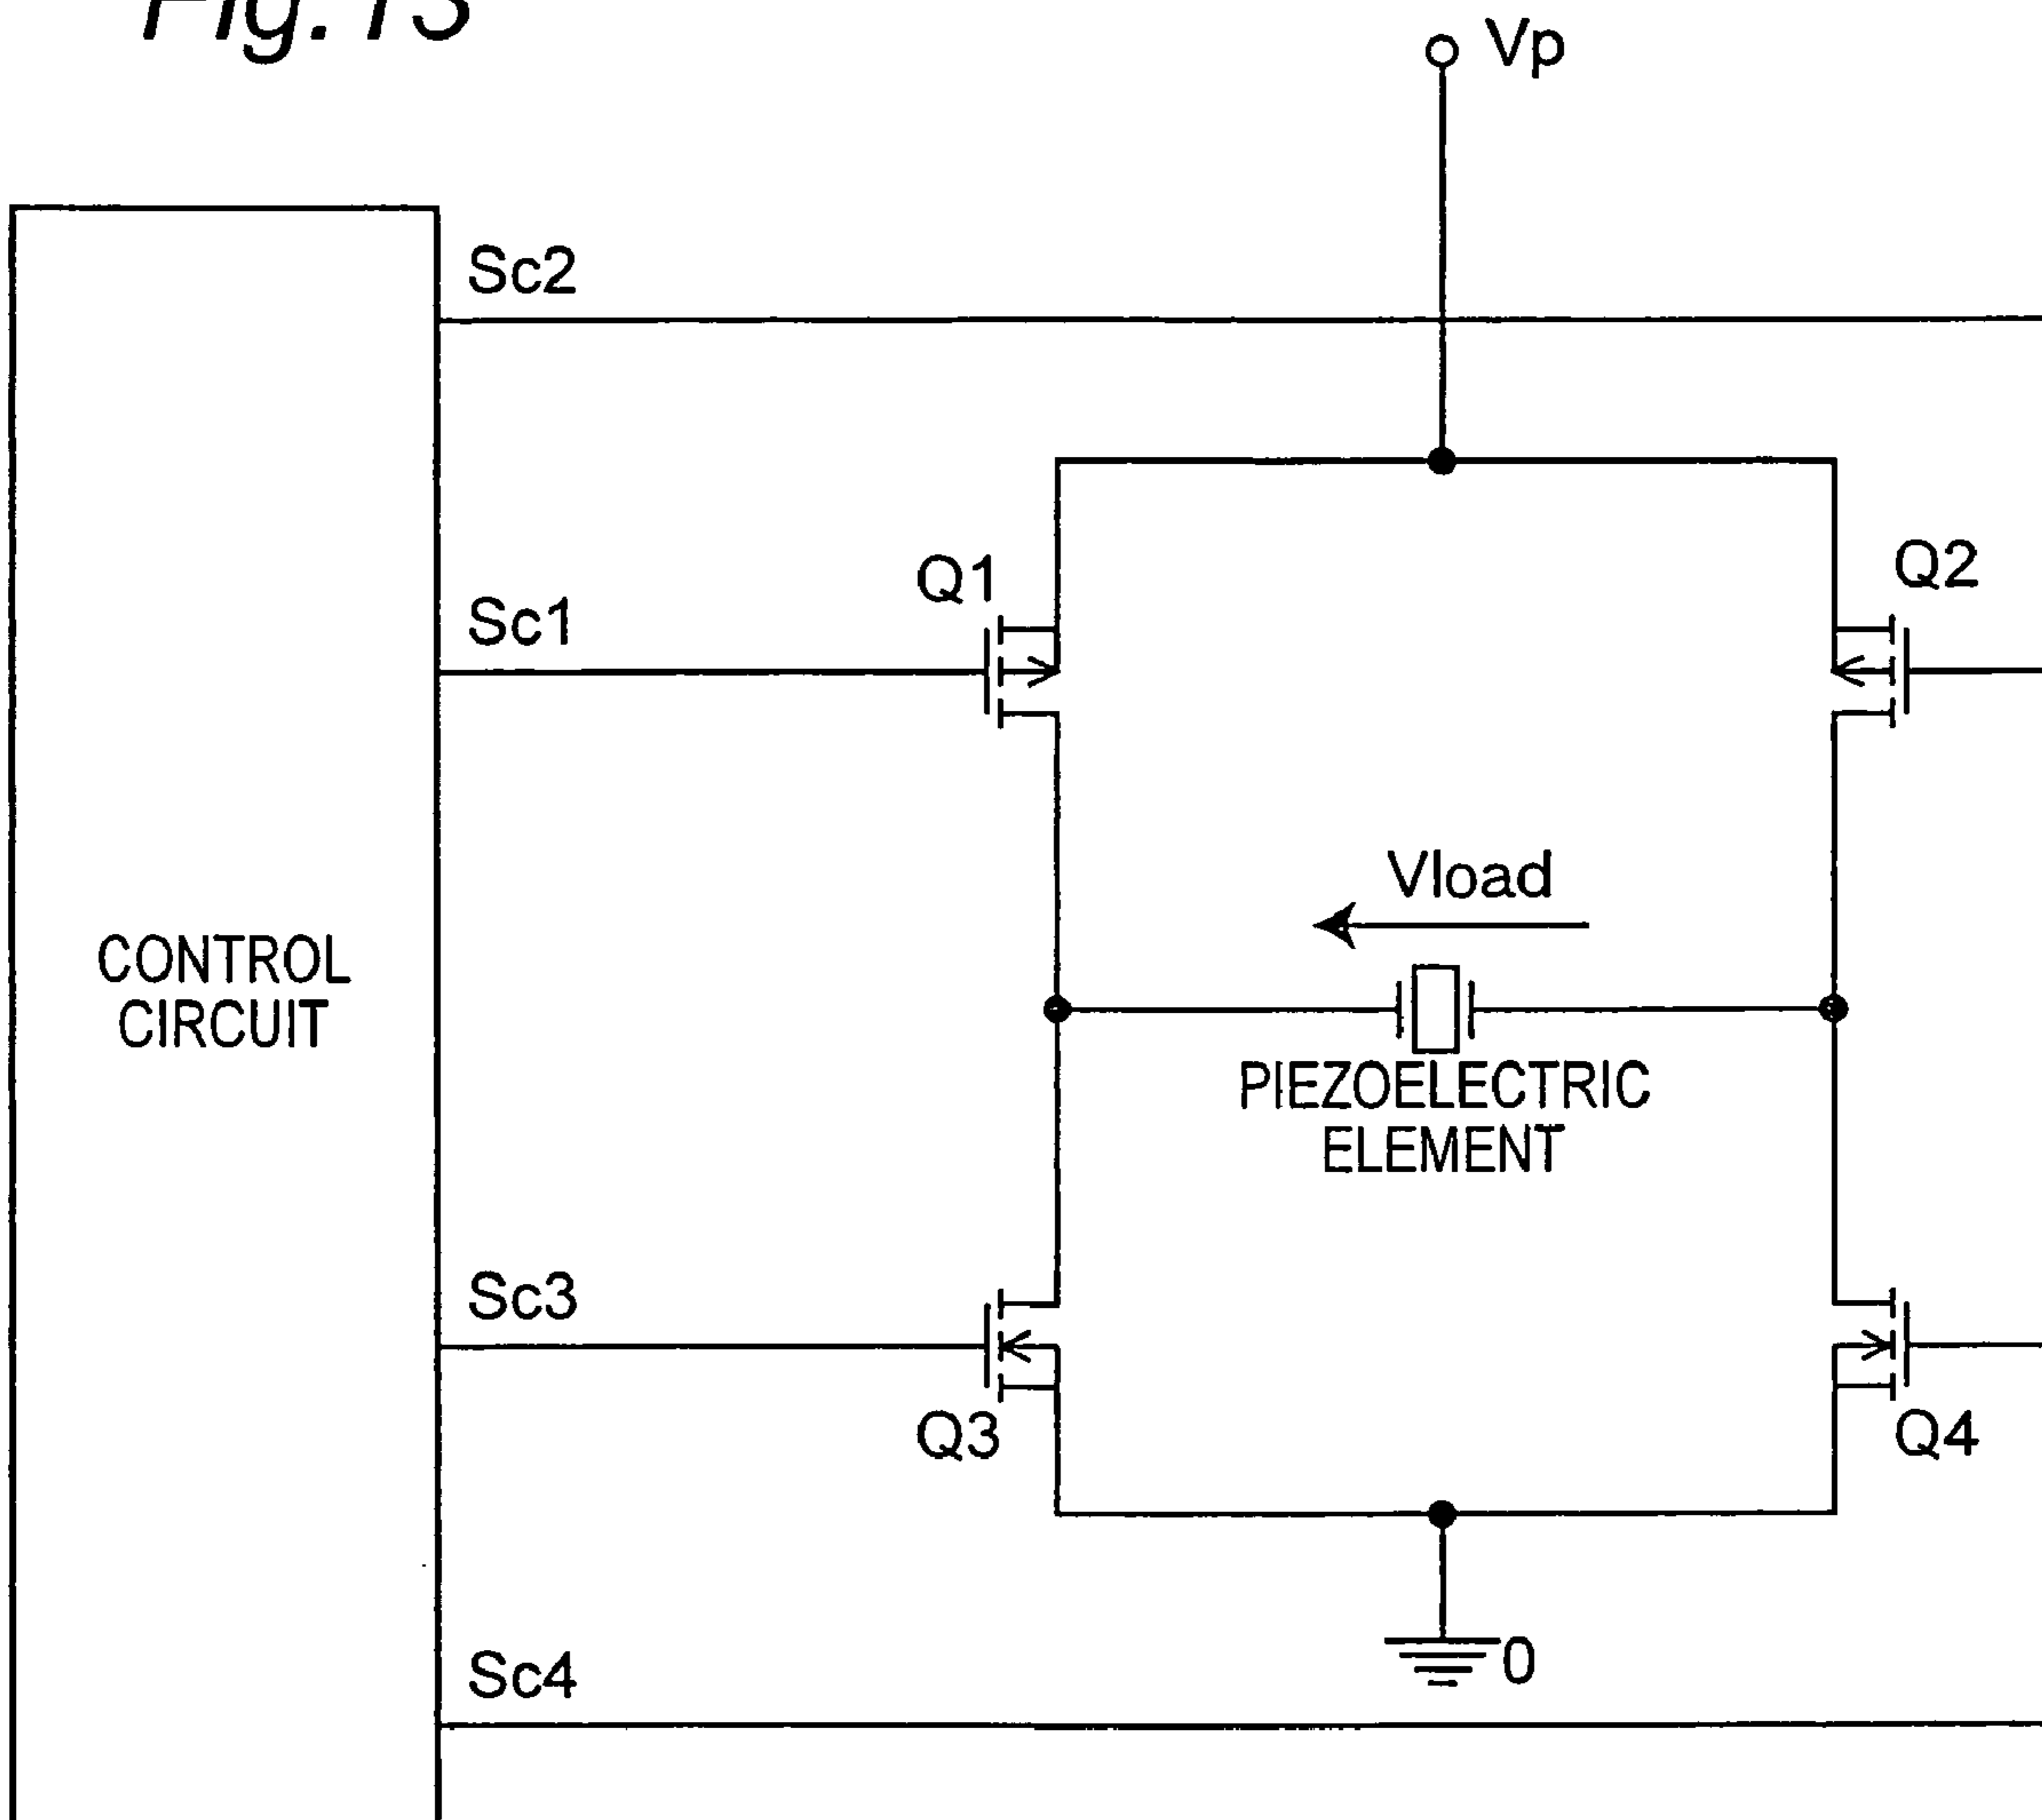 Fig.13
Vp
Sc2
Q1
Q2
Sc1
Vload
CONTROL
CIRCUIT
PIEZOELECTRIC
ELEMENT
Sc3
Q3
Q4
0
Sc4